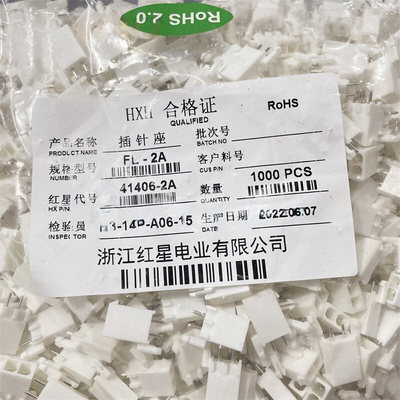 RoHS 2.0
HXH 合格证 RoHS
QUALIFIED
产品名称 插针座 批次号
PRODUCT NAME BATCH NO
规格型号 FL-2A 客户料号
NUMBER CUS P/N
红星代号 41406-2A 数量 1000 PCS
HX P/N QUANTITY
检验员 -14P-A06-15 生产日期 2022.06.07
INSPECTOR DATE
浙江红星电业有限公司